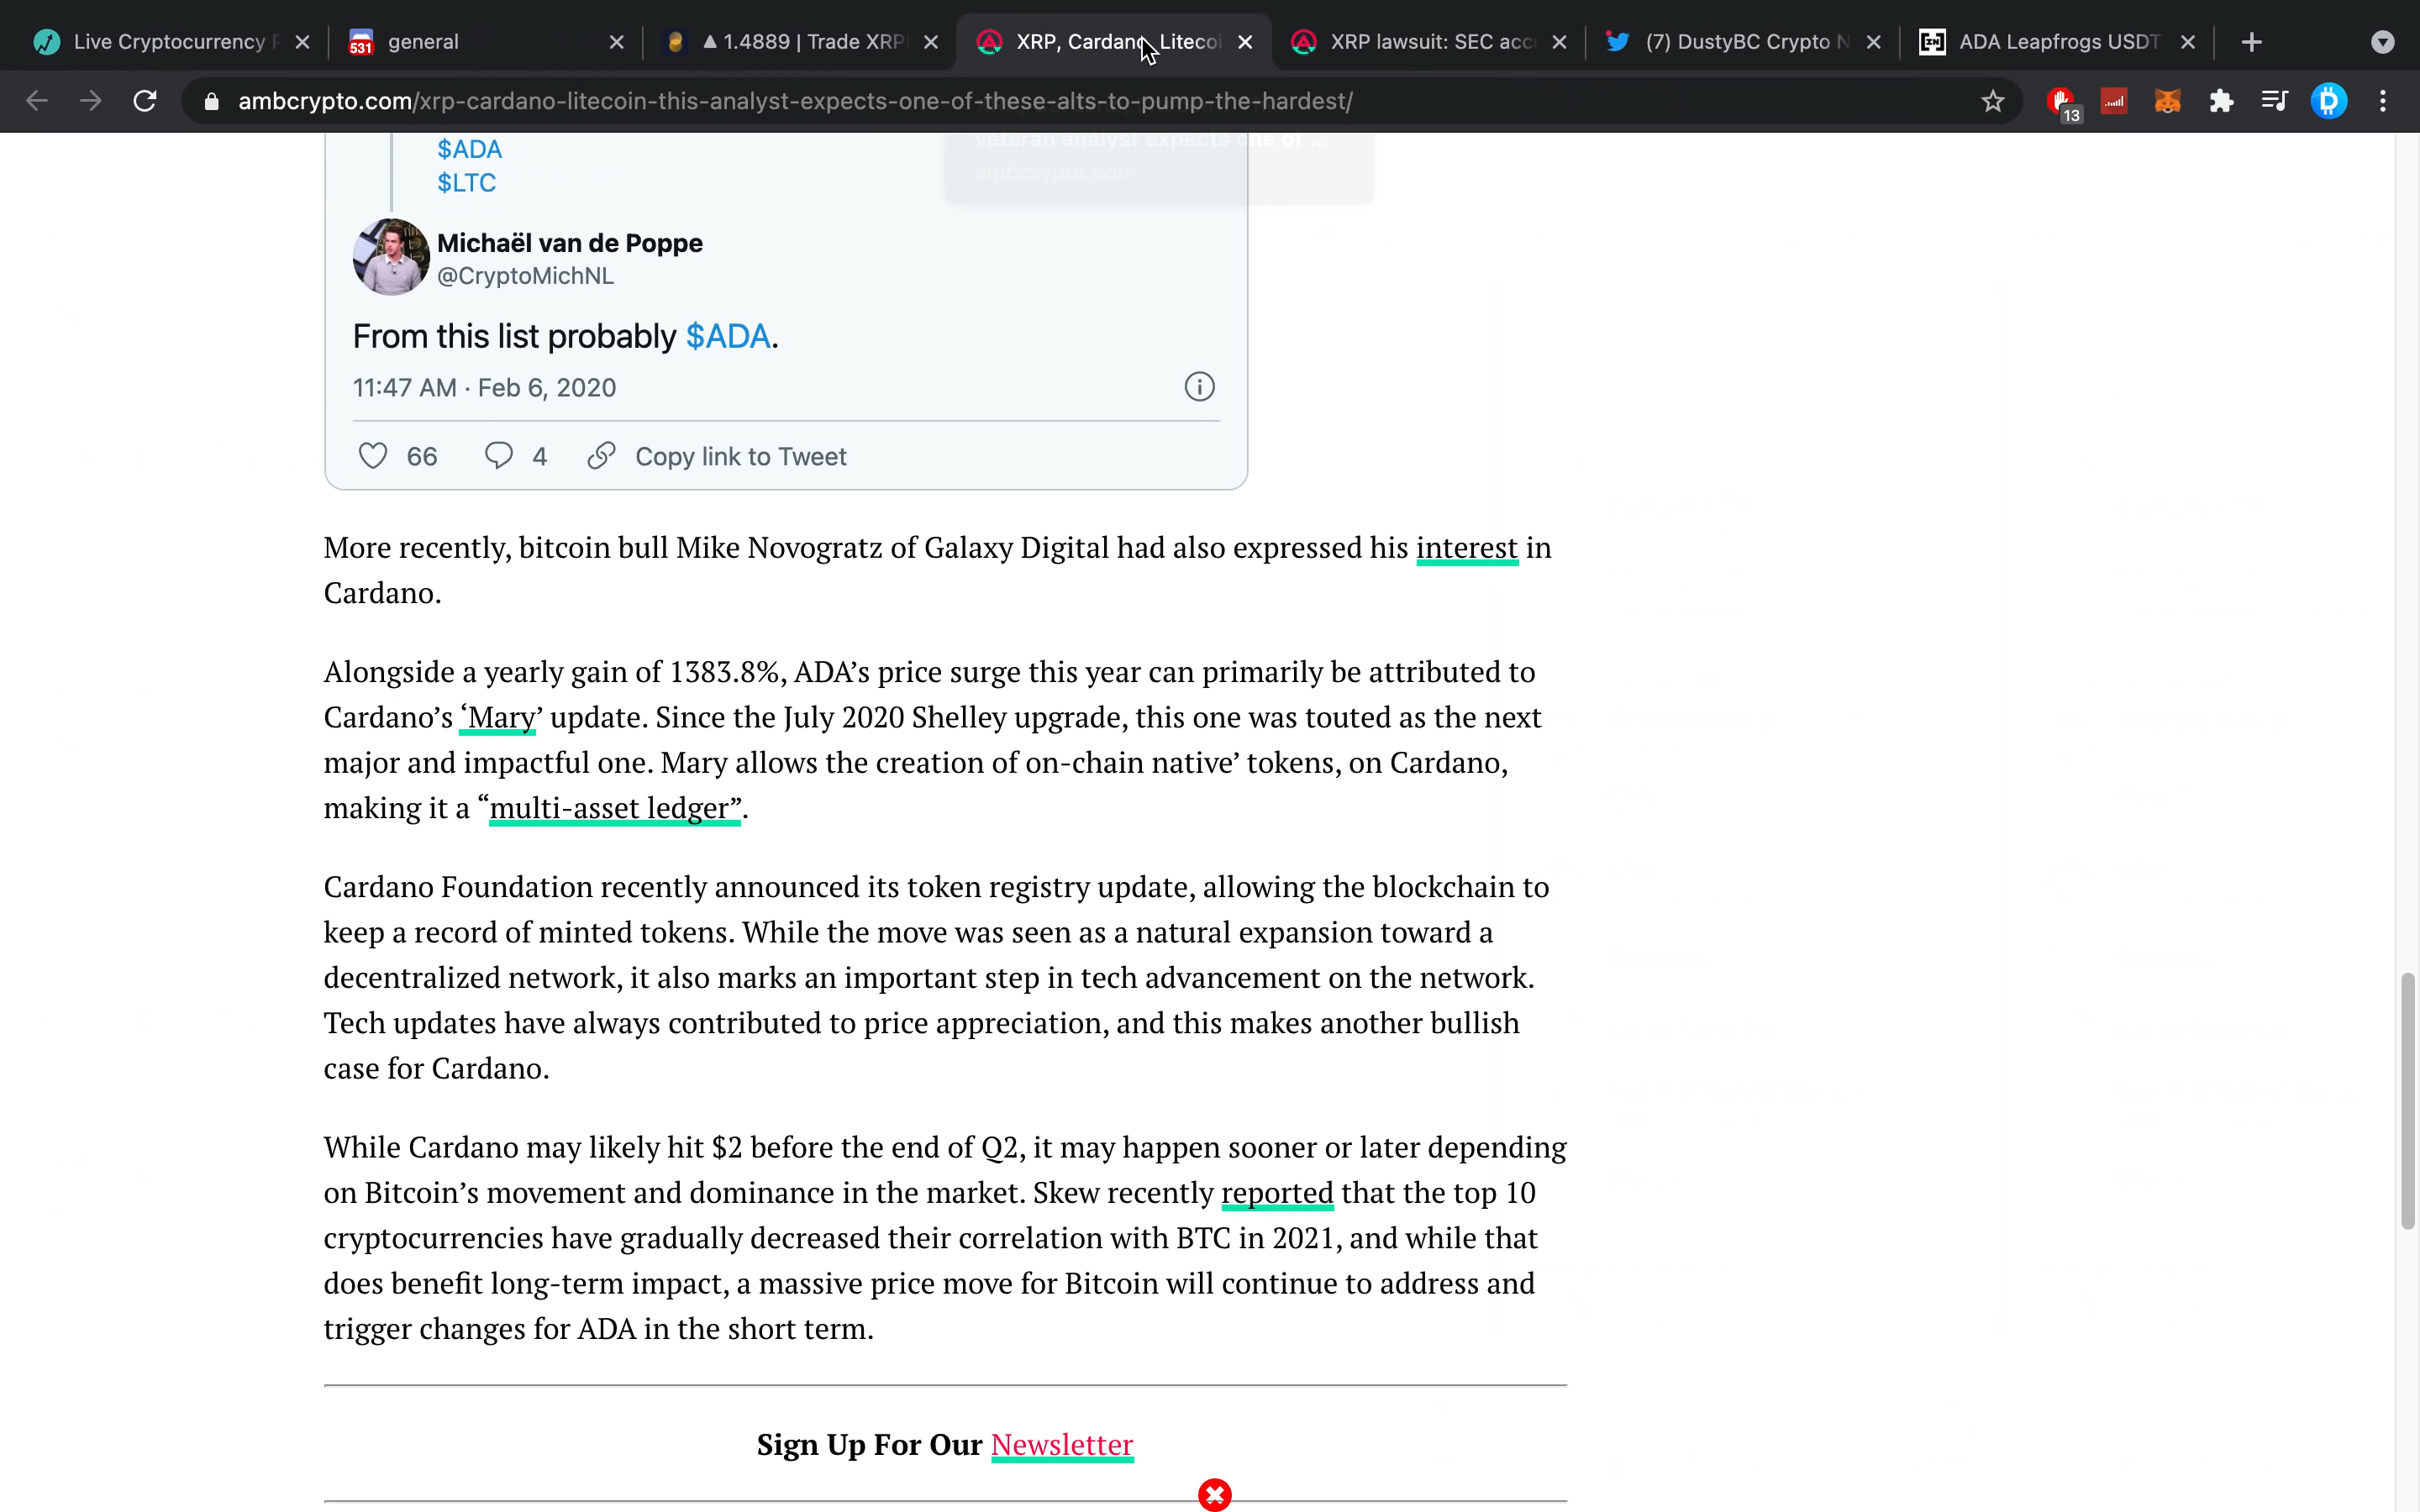 Live Cryptocurrency P
531
general
▲ 1.4889 | Trade XRP
XRP, Cardano, Litecoi
XRP lawsuit: SEC acc
(7) DustyBC Crypto N
ADA Leapfrogs USDT
ambcrypto.com/xrp-cardano-litecoin-this-analyst-expects-one-of-these-alts-to-pump-the-hardest/
13
veteran analyst expects one of ...
ambcrypto.com
$ADA
$LTC
Michaël van de Poppe
@CryptoMichNL
From this list probably $ADA.
11:47 AM · Feb 6, 2020
66
4
Copy link to Tweet
More recently, bitcoin bull Mike Novogratz of Galaxy Digital had also expressed his interest in
Cardano.
Alongside a yearly gain of 1383.8%, ADA’s price surge this year can primarily be attributed to
Cardano’s ‘Mary’ update. Since the July 2020 Shelley upgrade, this one was touted as the next
major and impactful one. Mary allows the creation of on-chain native’ tokens, on Cardano,
making it a “multi-asset ledger”.
Cardano Foundation recently announced its token registry update, allowing the blockchain to
keep a record of minted tokens. While the move was seen as a natural expansion toward a
decentralized network, it also marks an important step in tech advancement on the network.
Tech updates have always contributed to price appreciation, and this makes another bullish
case for Cardano.
While Cardano may likely hit $2 before the end of Q2, it may happen sooner or later depending
on Bitcoin’s movement and dominance in the market. Skew recently reported that the top 10
cryptocurrencies have gradually decreased their correlation with BTC in 2021, and while that
does benefit long-term impact, a massive price move for Bitcoin will continue to address and
trigger changes for ADA in the short term.
Sign Up For Our Newsletter